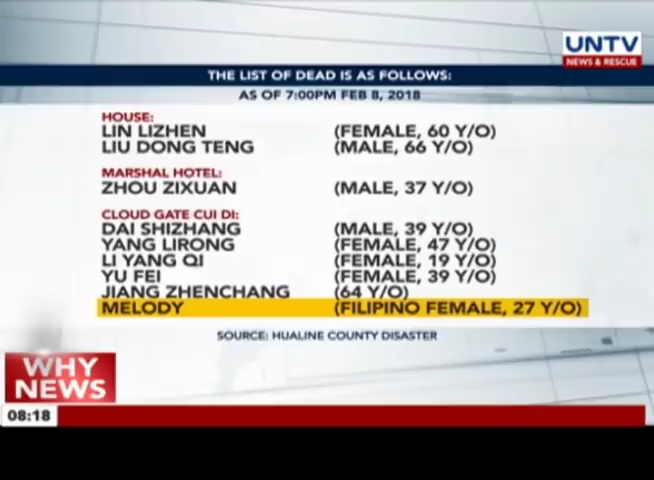 UNTV
NEWS & RESCUE
THE LIST OF DEAD IS AS FOLLOWS:
AS OF 7:00PM FEB 8, 2018
HOUSE:
LIN LIZHEN (FEMALE, 60 Y/O)
LIU DONG TENG (MALE, 66 Y/O)
MARSHAL HOTEL:
ZHOU ZIXUAN (MALE, 37 Y/O)
CLOUD GATE CUI DI:
DAI SHIZHANG (MALE, 39 Y/O)
YANG LIRONG (FEMALE, 47 Y/O)
LI YANG QI (FEMALE, 19 Y/O)
YU FEI (FEMALE, 39 Y/O)
JIANG ZHENCHANG (64 Y/O)
MELODY (FILIPINO FEMALE, 27 Y/O)
SOURCE: HUALINE COUNTY DISASTER
WHY
NEWS
08:18